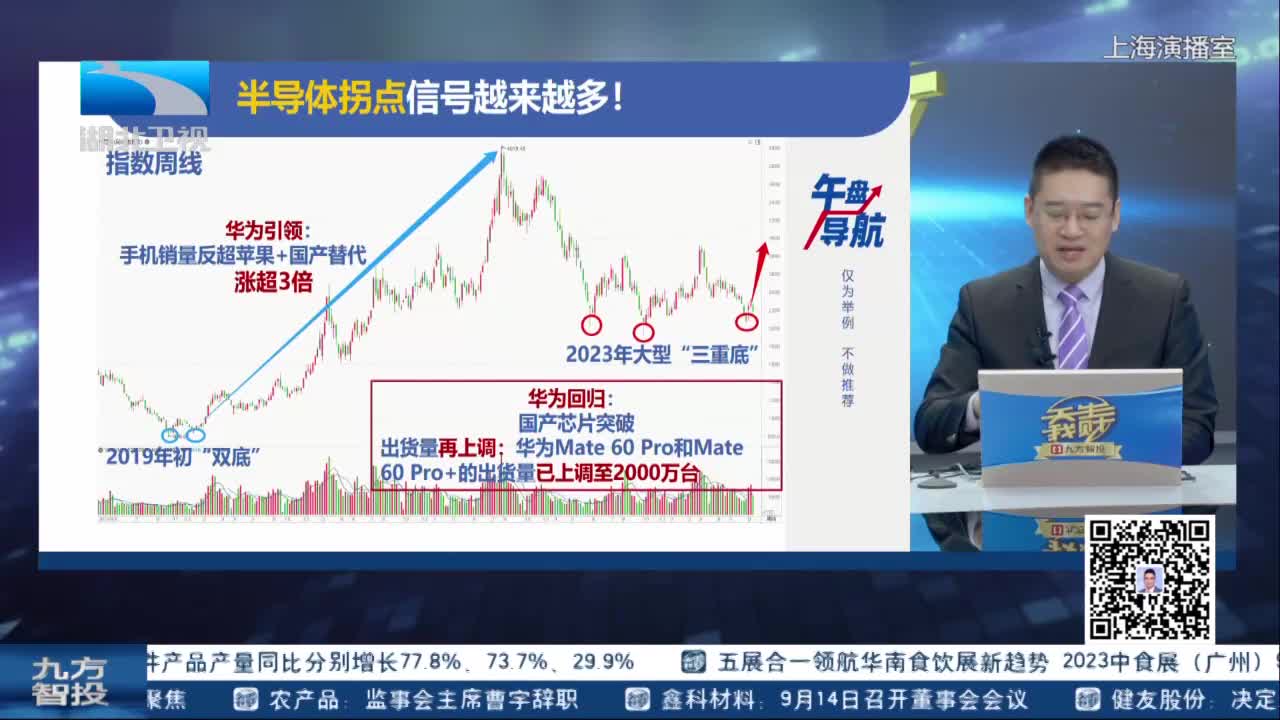 上海演播室
半导体拐点信号越来越多！
湖北卫视
指数周线
华为引领：
手机销量反超苹果+国产替代
涨超3倍
午盘
导航
仅为举例 不做推荐
2023年大型“三重底”
华为回归：
国产芯片突破
出货量再上调：华为Mate 60 Pro和Mate
60 Pro+的出货量已上调至2000万台
2019年初“双底”
九方智投
九方
智投
产品产量同比分别增长77.8%、73.7%、29.9%
五展合一领航华南食饮展新趋势 2023中食展（广州）
聚焦
农产品：监事会主席曹宇辞职
鑫科材料：9月14日召开董事会会议
健友股份：决定